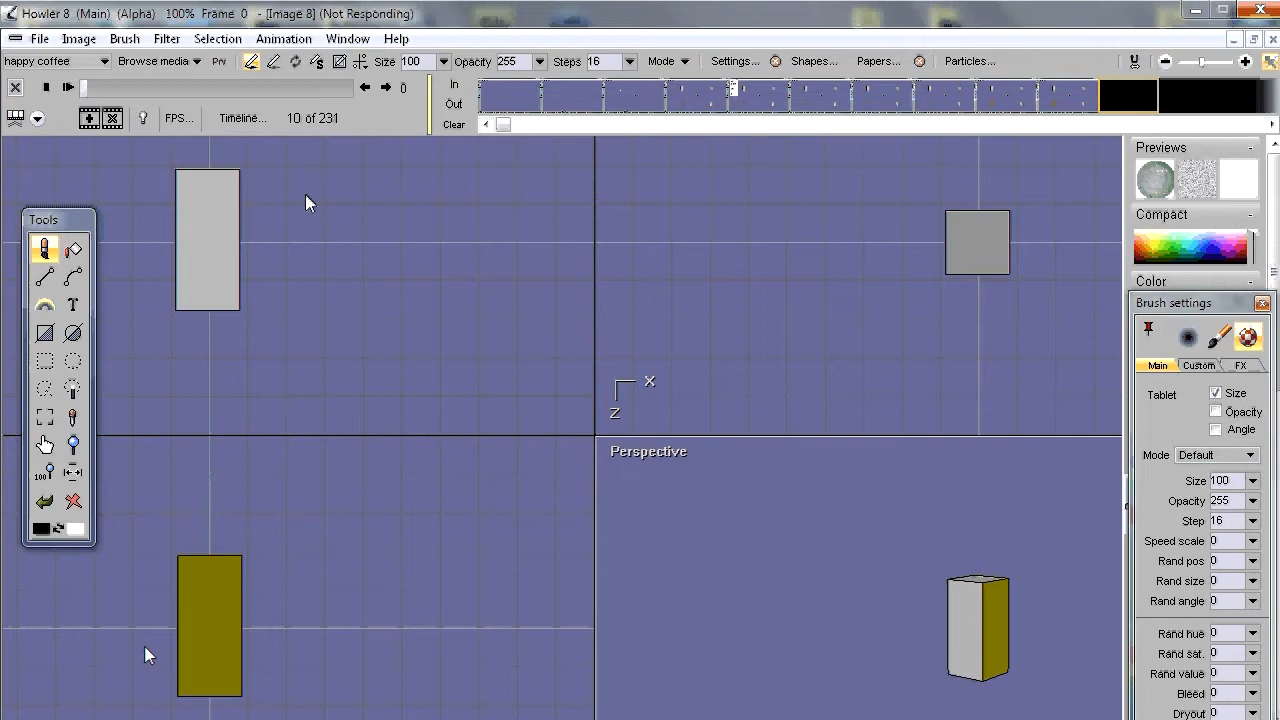 Howler 8 (Main) (Alpha) 100% Frame 0 - [Image 8] (Not Responding)
File Image Brush Filter Selection Animation Window Help
happy coffee Browse media Size 100 Opacity 255 Step 16 Mode Settings... Shapes... Papers... Particles...
In
Out
Clear
0
FPS... Timeline... 10 of 231
Tools
T
100
X
Z
Perspective
Previews
Compact
Color
Brush settings
Main Custom FX
Tablet Size
Opacity
Angle
Mode Default
Size 100
Opacity 255
Step 16
Speed scale 0
Rand pos 0
Rand size 0
Rand angle 0
Rand hue 0
Rand sat. 0
Rand value 0
Bleed 0
Dryout 0